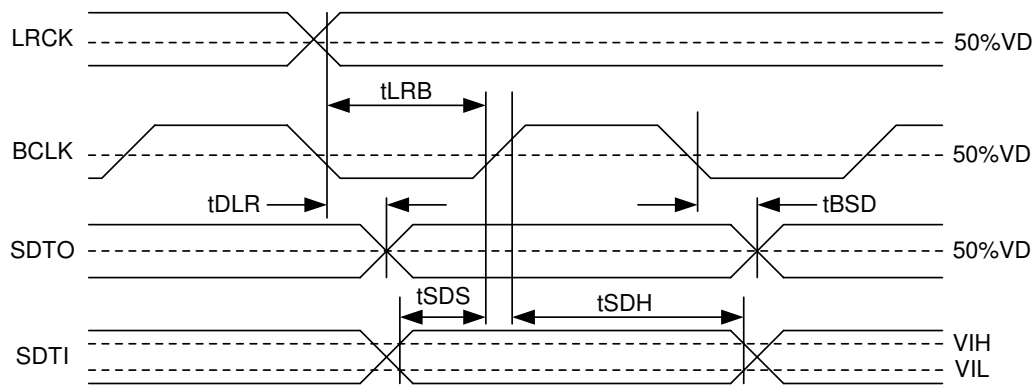 LRCK
50%VD
tLRB
BCLK
50%VD
tDLR
tBSD
SDTO
50%VD
tSDS
tSDH
SDTI
VIH
VIL